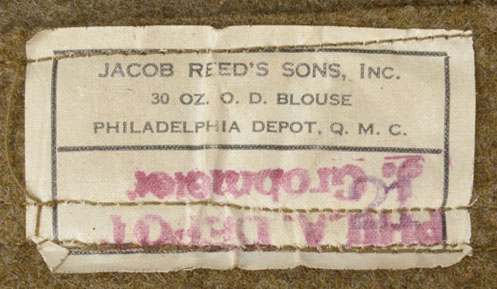 JACOB REED'S SONS, INC.
30 OZ. O. D. BLOUSE
PHILADELPHIA DEPOT, Q. M. C.
PHILA DEPOT